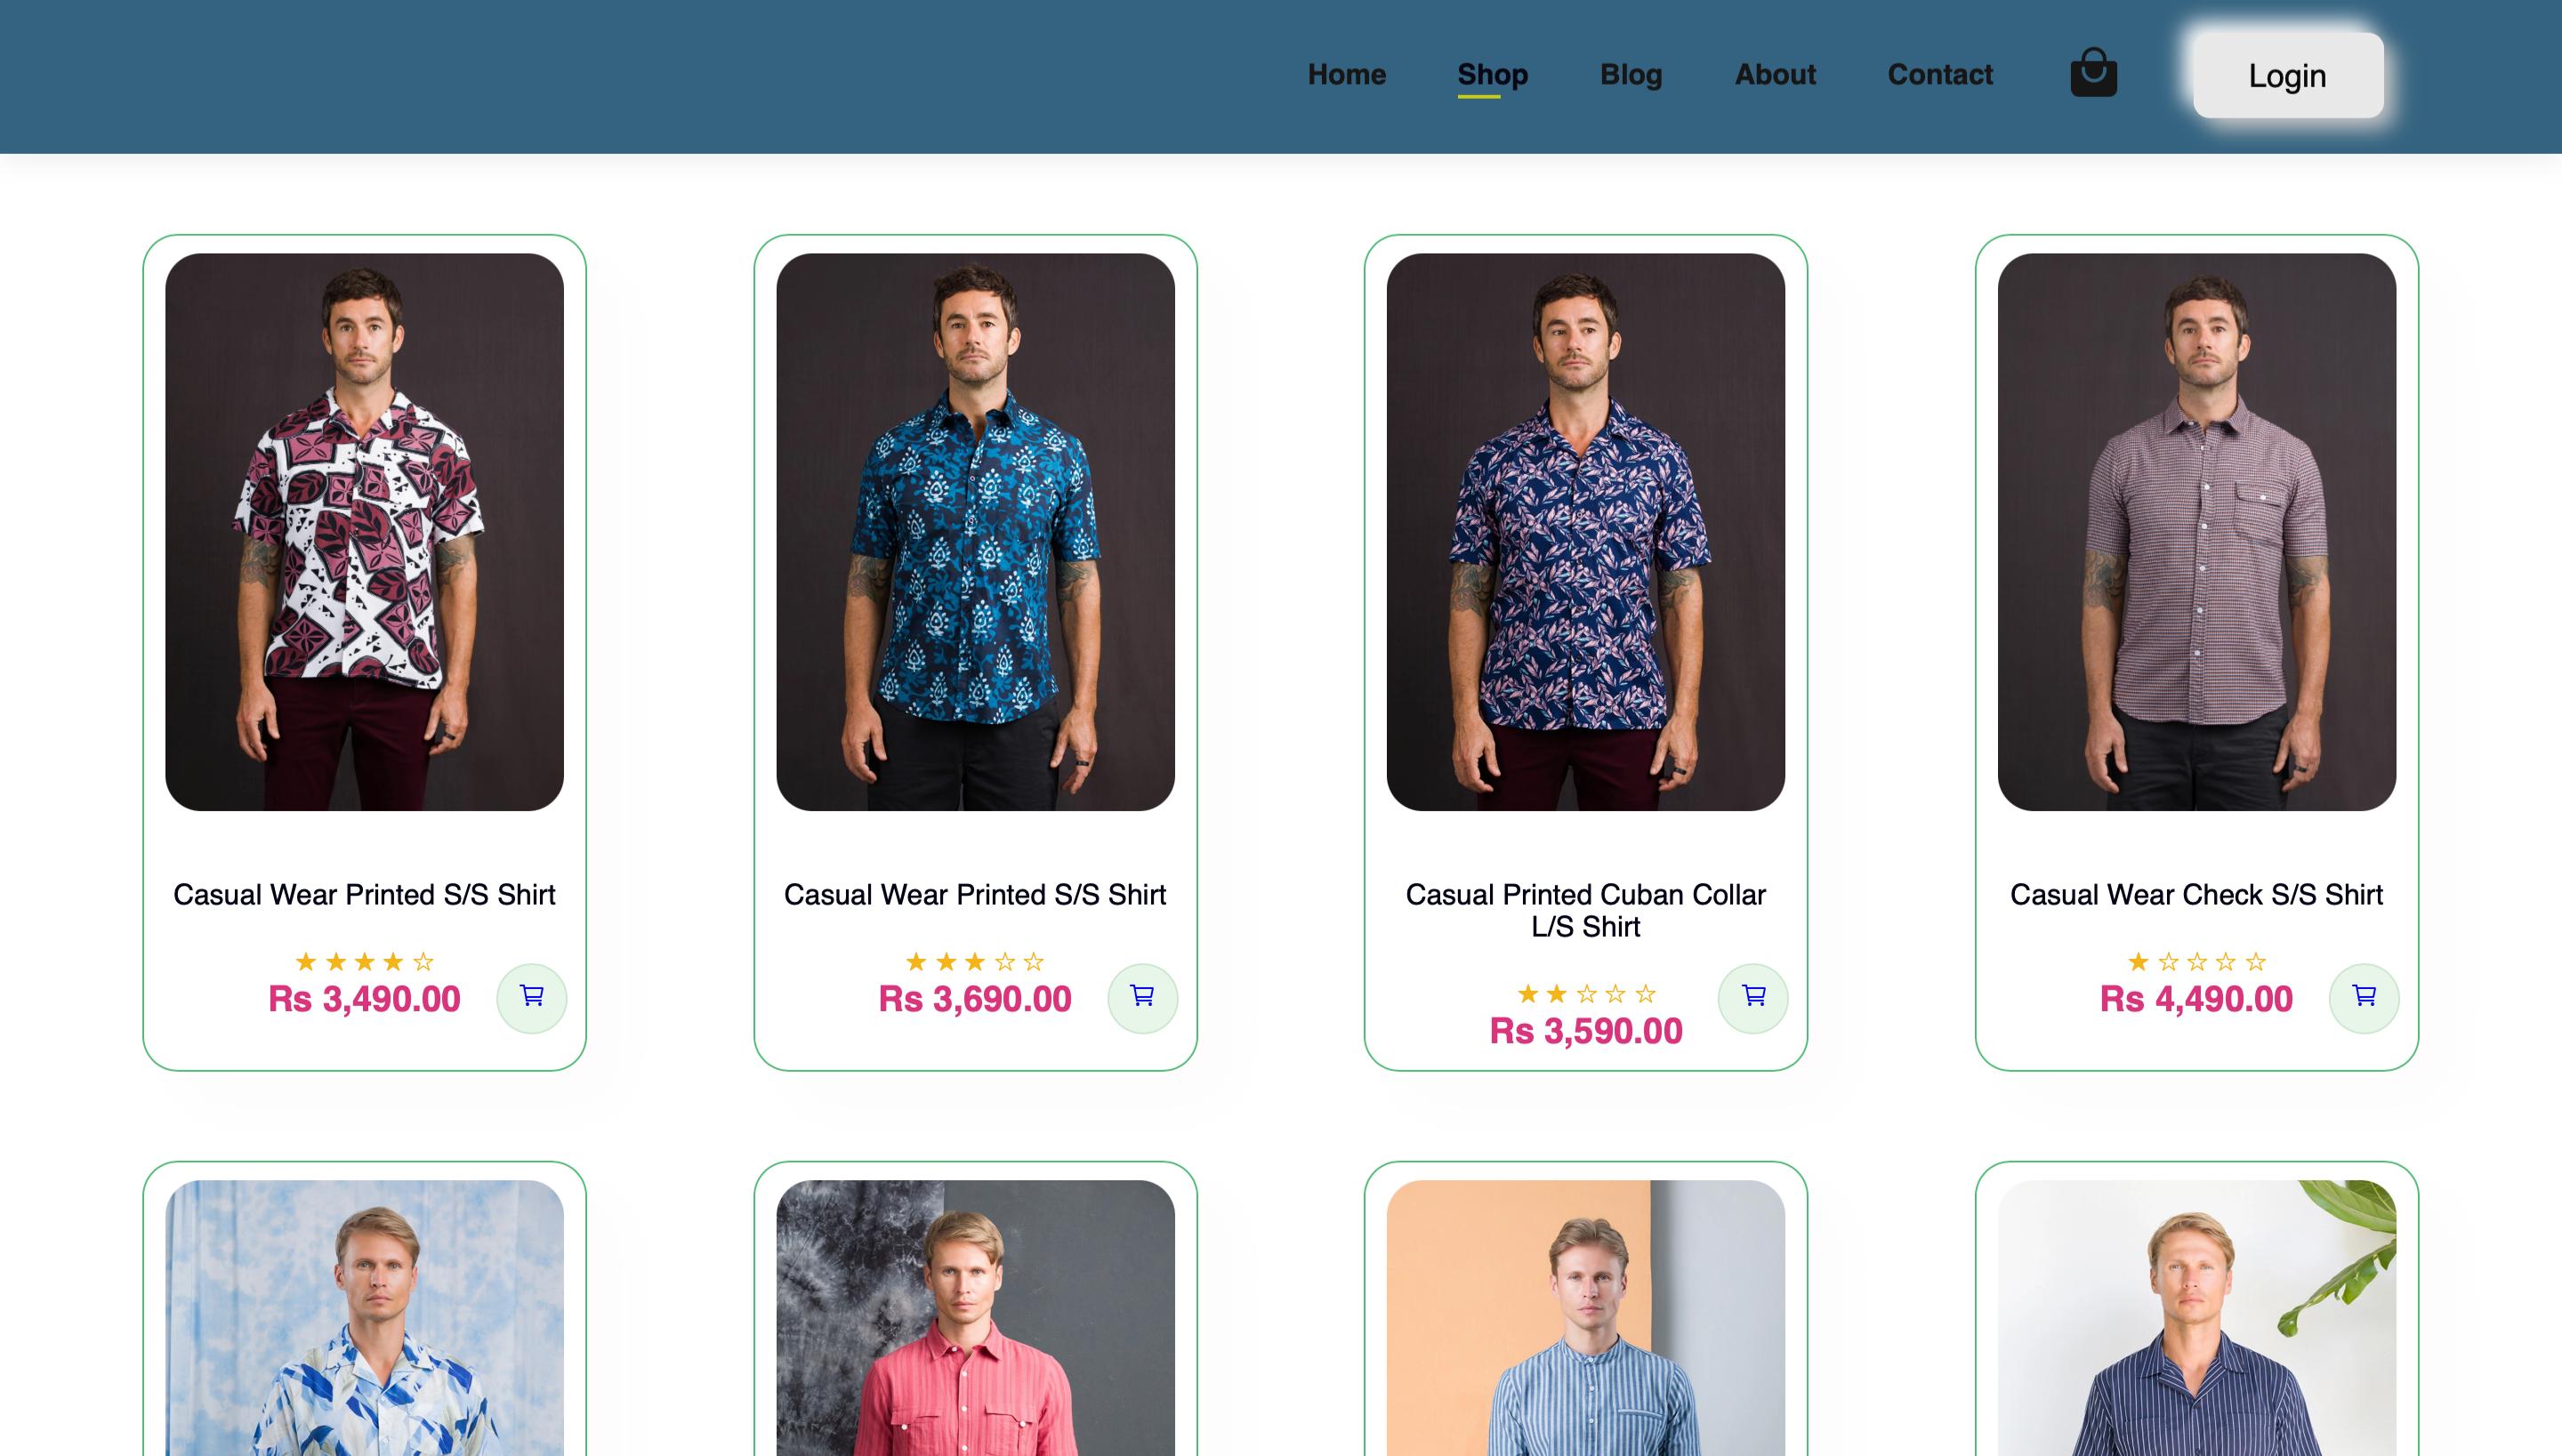 Home Shop Blog About Contact Login
Casual Wear Printed S/S Shirt
Rs 3,490.00
Casual Wear Printed S/S Shirt
Rs 3,690.00
Casual Printed Cuban Collar
L/S Shirt
Rs 3,590.00
Casual Wear Check S/S Shirt
Rs 4,490.00